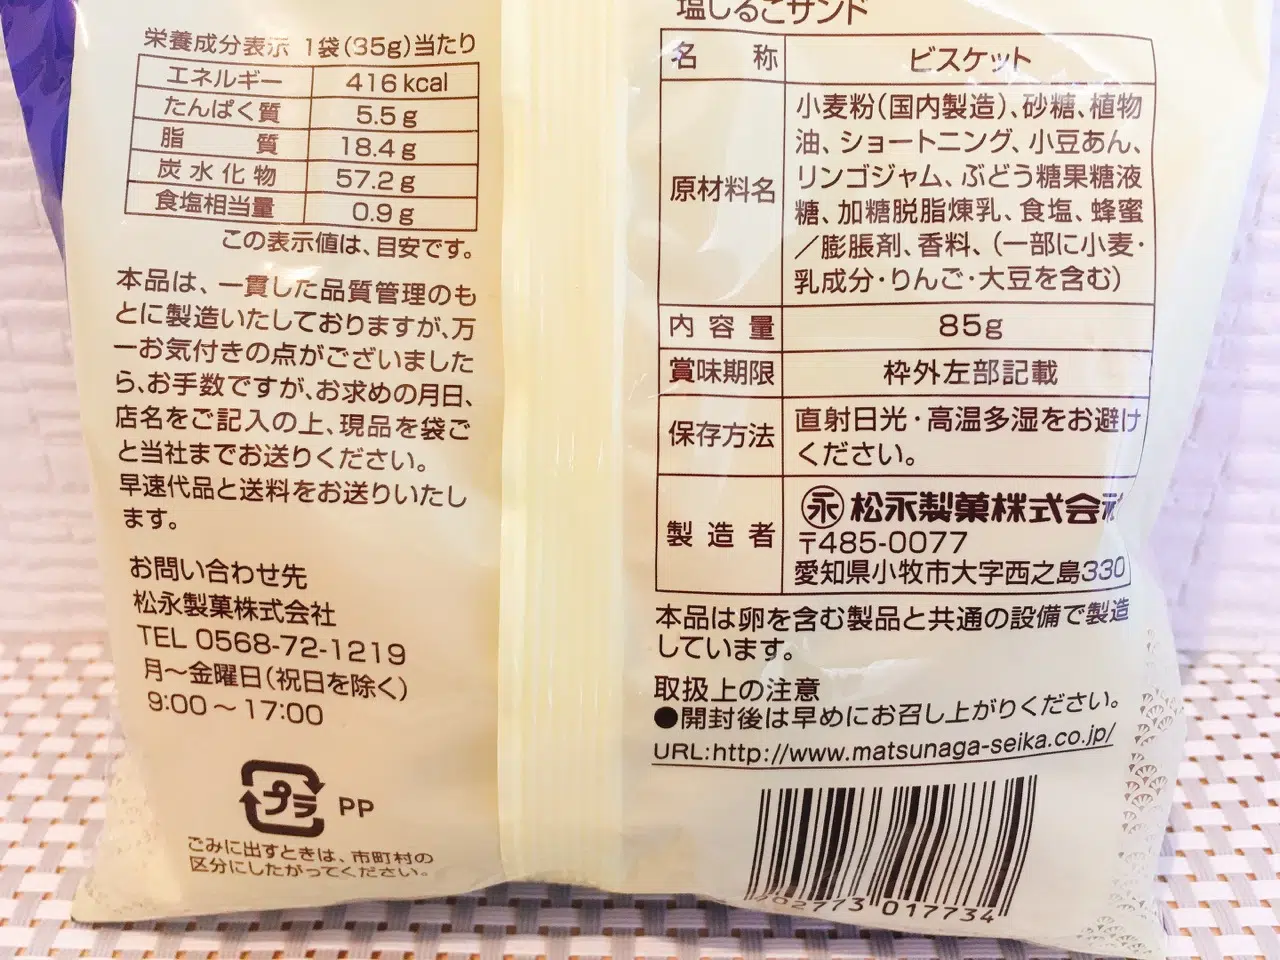 栄養成分表示 1袋(35g)当たり
エネルギー 416kcal
たんぱく質 5.5g
脂質 18.4g
炭水化物 57.2g
食塩相当量 0.9g
この表示値は、目安です。
本品は、一貫した品質管理のも
とに製造いたしておりますが、万
一お気付きの点がございました
ら、お手数ですが、お求めの月日、
店名をご記入の上、現品を袋ご
と当社までお送りください。
早速代品と送料をお送りいたし
ます。
お問い合わせ先
松永製菓株式会社
TEL 0568-72-1219
月〜金曜日(祝日を除く)
9:00〜17:00
プラ PP
ごみに出すときは、市町村の
区分にしたがってください。
塩しるこサンド
名称 ビスケット
原材料名
小麦粉(国内製造)、砂糖、植物
油、ショートニング、小豆あん、
リンゴジャム、ぶどう糖果糖液
糖、加糖脱脂煉乳、食塩、蜂蜜
/膨脹剤、香料、(一部に小麦・
乳成分・りんご・大豆を含む)
内容量 85g
賞味期限 枠外左部記載
保存方法
直射日光・高温多湿をお避け
ください。
製造者
永 松永製菓株式会社
〒485-0077
愛知県小牧市大字西之島330
本品は卵を含む製品と共通の設備で製造
しています。
取扱上の注意
●開封後は早めにお召し上がりください。
URL:http://www.matsunaga-seika.co.jp/
902773 017734